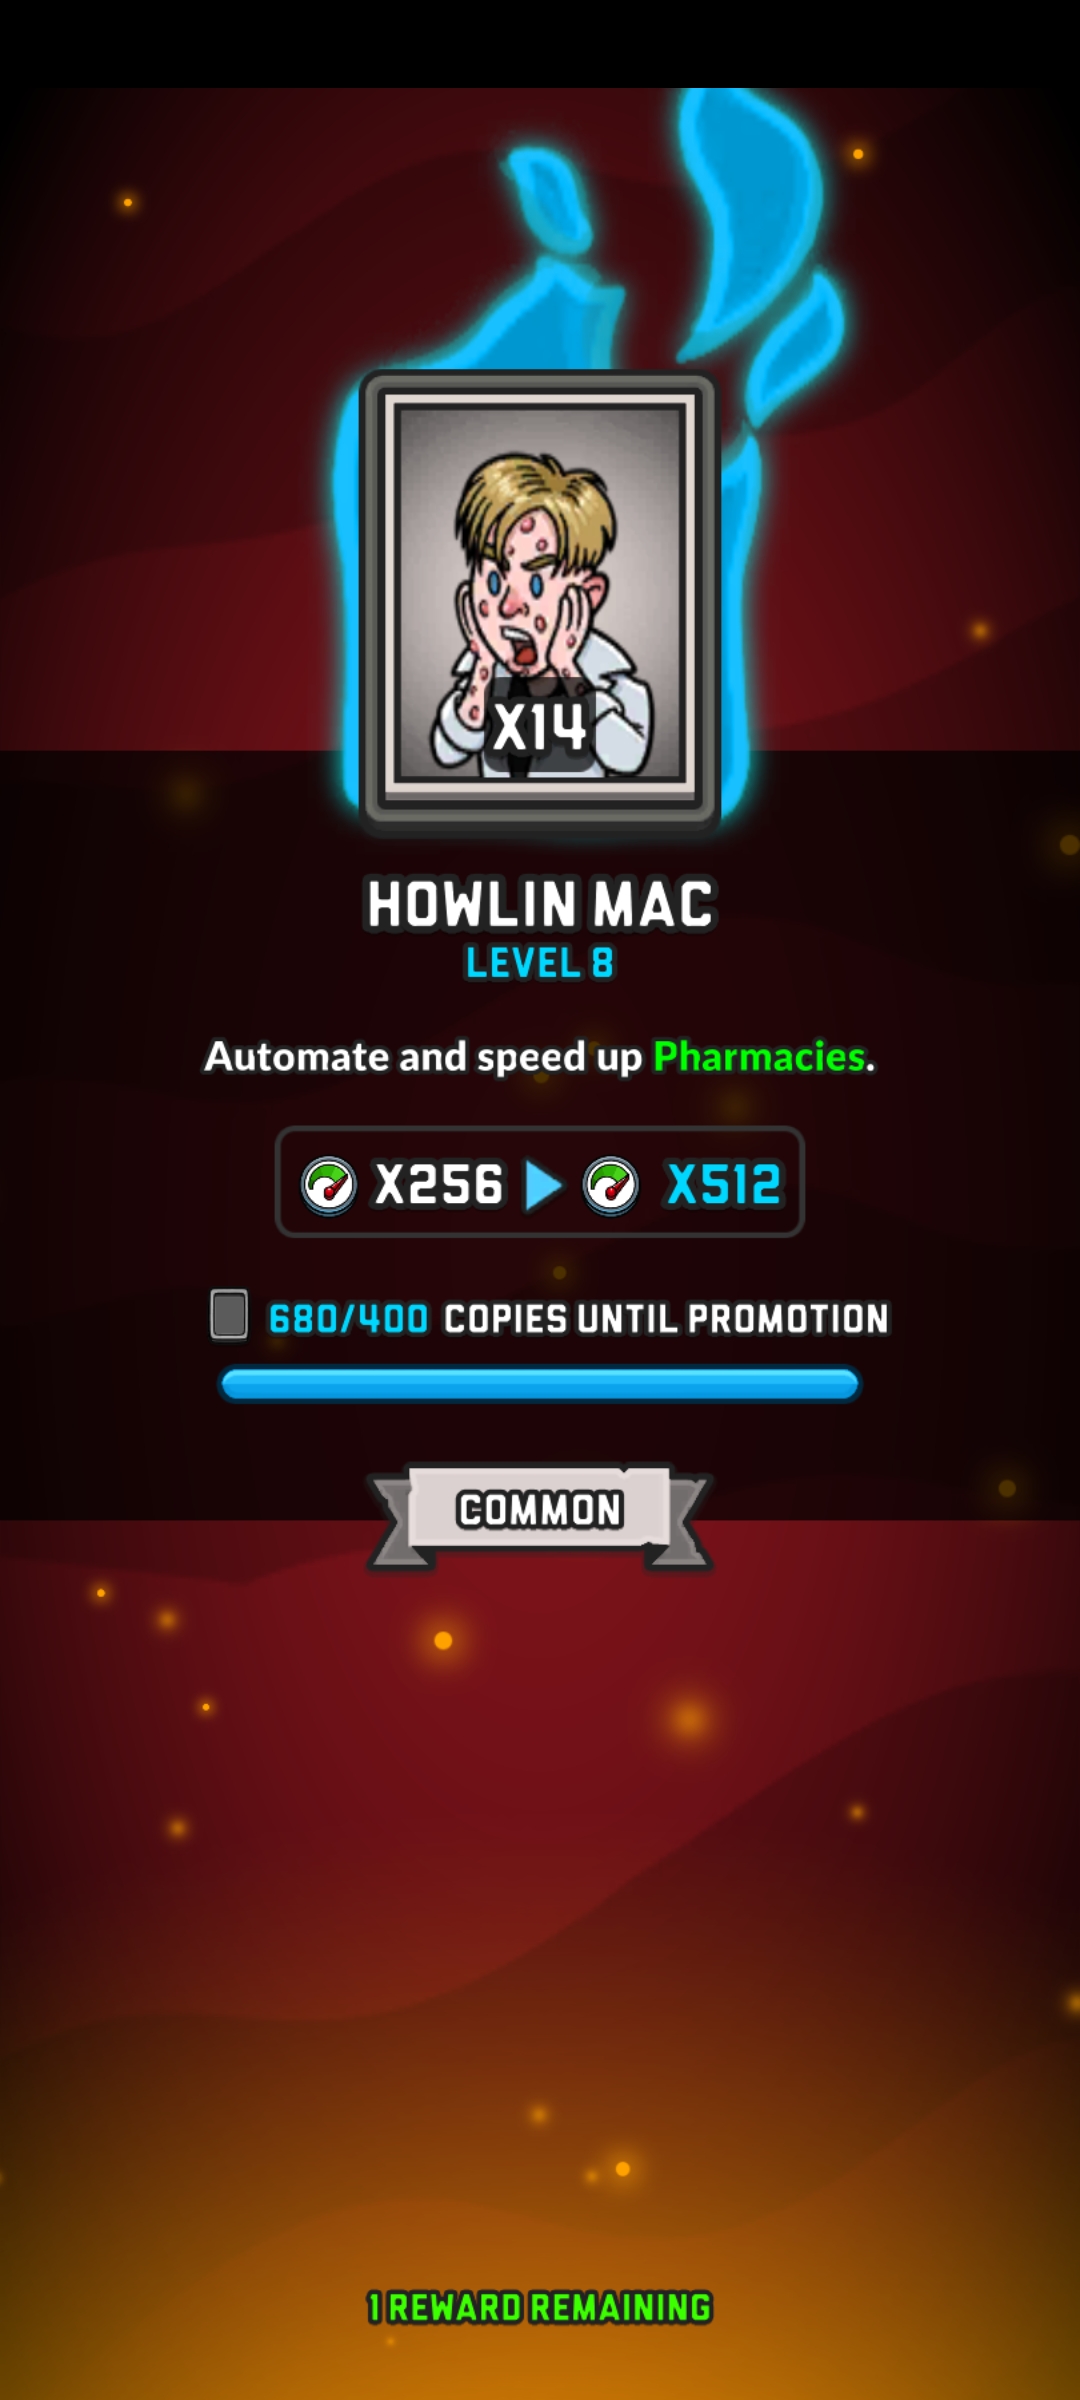 X14
HOWLIN MAC
LEVEL 8
Automate and speed up Pharmacies.
X256 X512
680/400 COPIES UNTIL PROMOTION
COMMON
1 REWARD REMAINING